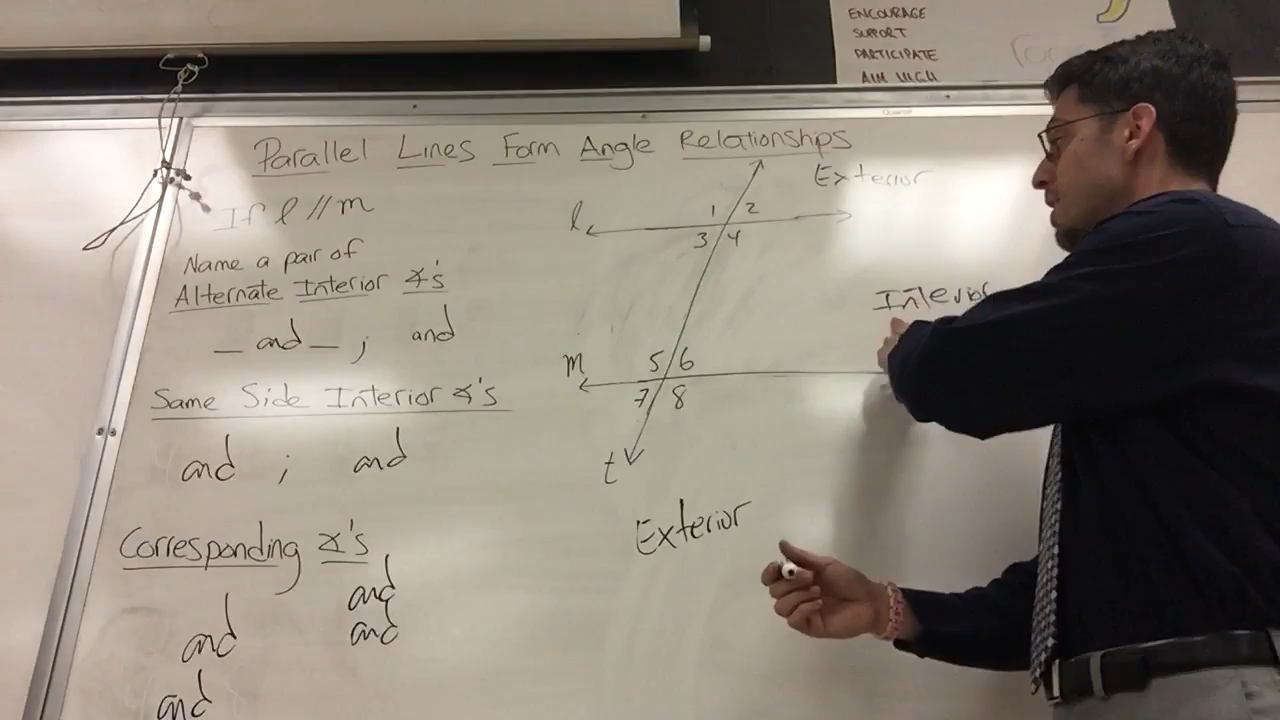 ENCOURAGE
SUPPORT
PARTICIPATE
AIM HIGH
Parallel Lines Form Angle Relationships
If l // m
Name a pair of
Alternate Interior ∡'s
_ and _ ; and
Same Side Interior ∡'s
and ; and
Corresponding ∡'s
and
and
and
and
Exterior
l
1 2
3 4
Interior
m
5 6
7 8
t
Exterior